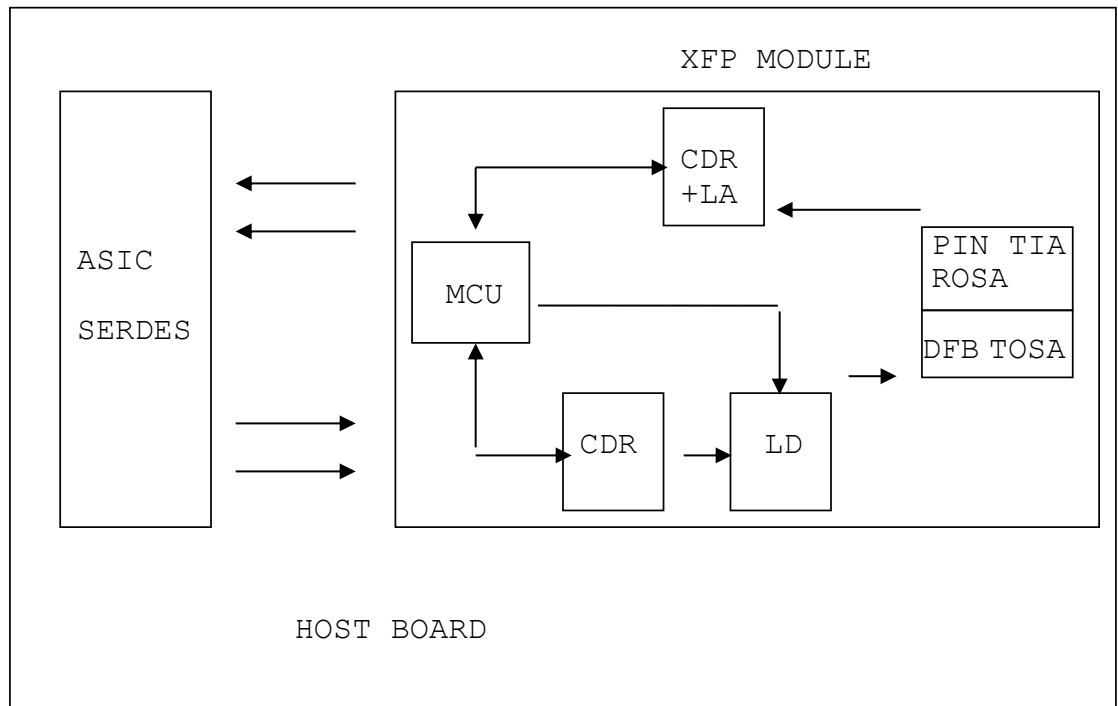 XFP MODULE
CDR
+LA
ASIC
SERDES
MCU
PIN TIA
ROSA
DFB TOSA
CDR
LD
HOST BOARD